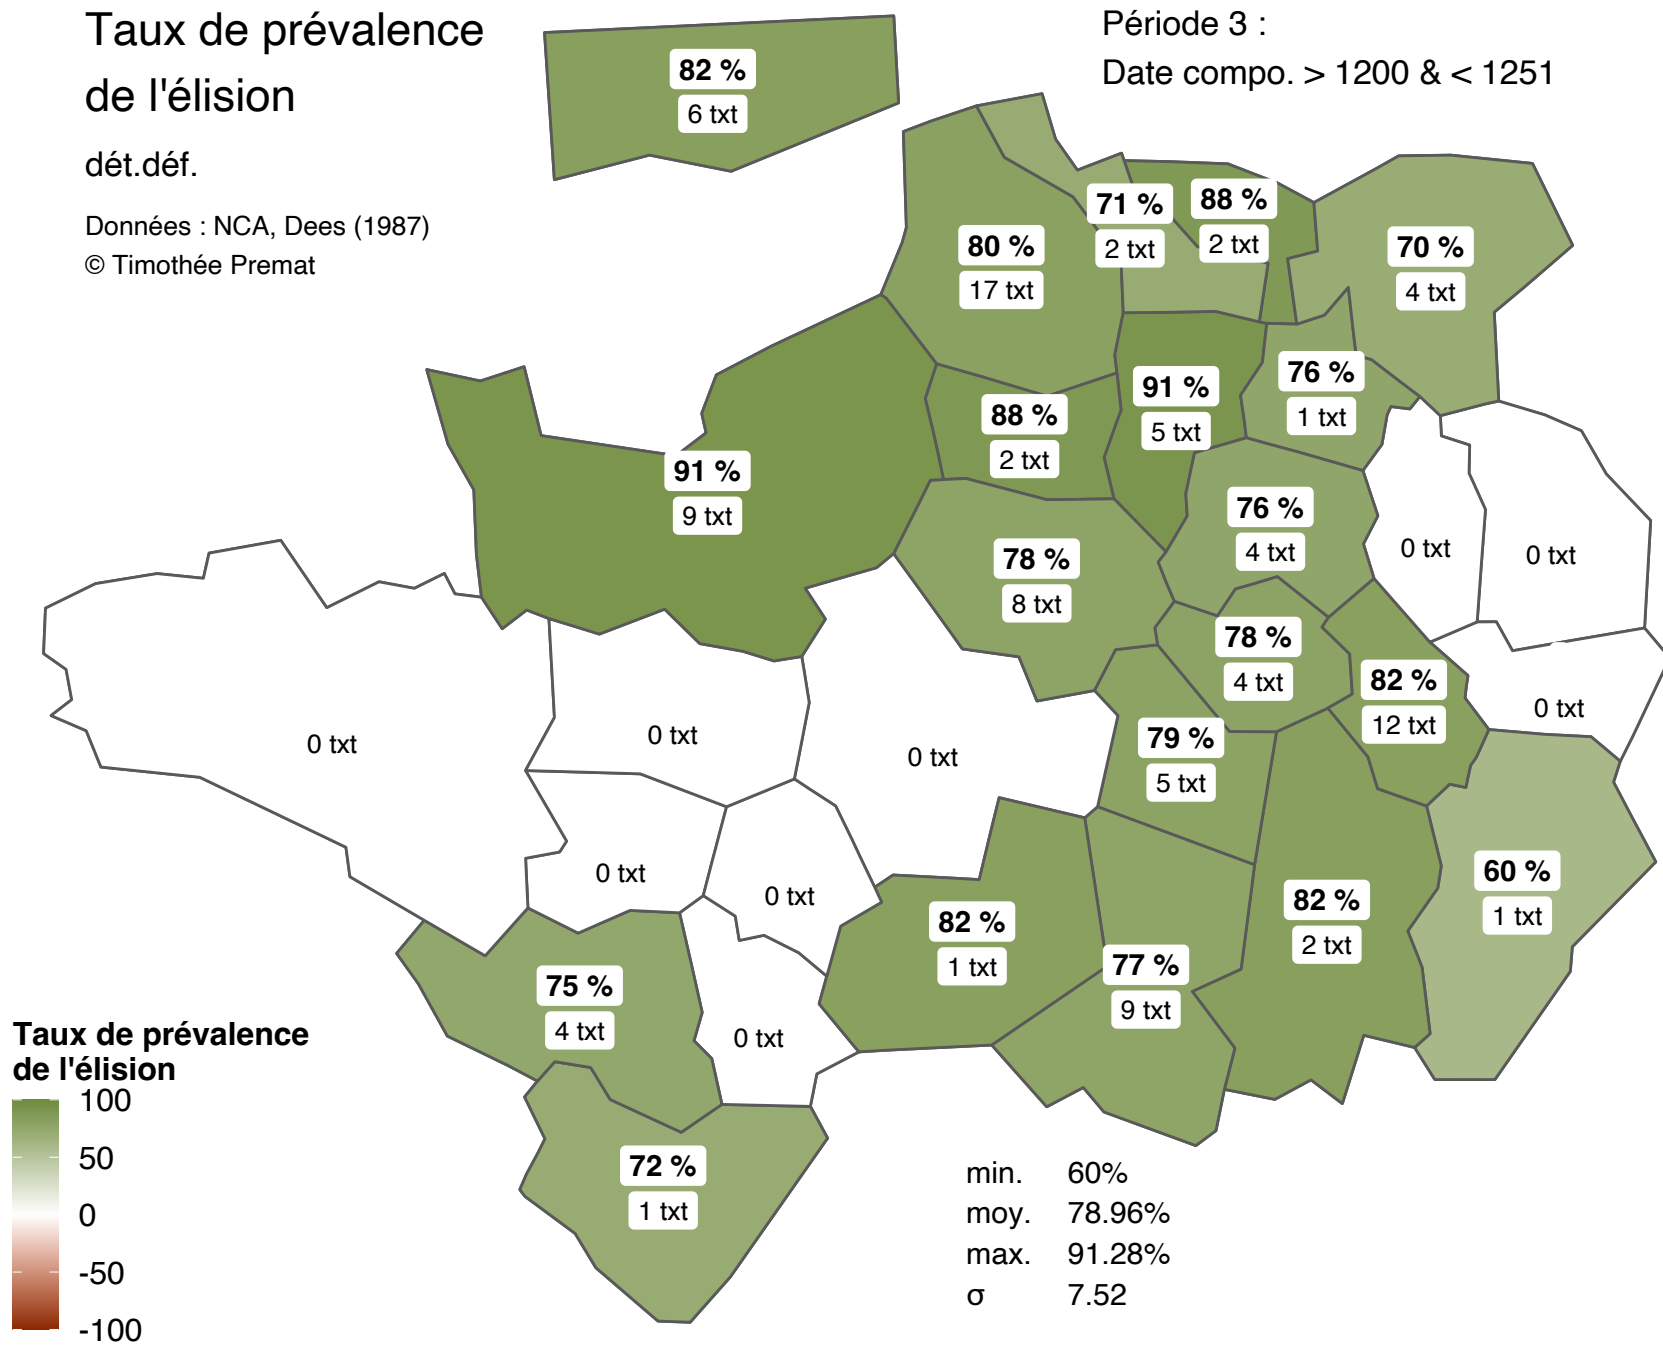 Taux de prévalence
de l'élision
dét.déf.
Données : NCA, Dees (1987)
© Timothée Premat
Période 3 :
Date compo. > 1200 & < 1251
82 %
6 txt
71 %
2 txt
88 %
2 txt
80 %
17 txt
70 %
4 txt
76 %
1 txt
91 %
5 txt
88 %
2 txt
91 %
9 txt
76 %
4 txt
0 txt
0 txt
78 %
8 txt
78 %
4 txt
82 %
12 txt
0 txt
0 txt
0 txt
0 txt
79 %
5 txt
0 txt
0 txt
60 %
1 txt
82 %
2 txt
82 %
1 txt
77 %
9 txt
75 %
4 txt
0 txt
72 %
1 txt
Taux de prévalence
de l'élision
100
50
0
-50
-100
min. 60%
moy. 78.96%
max. 91.28%
σ 7.52